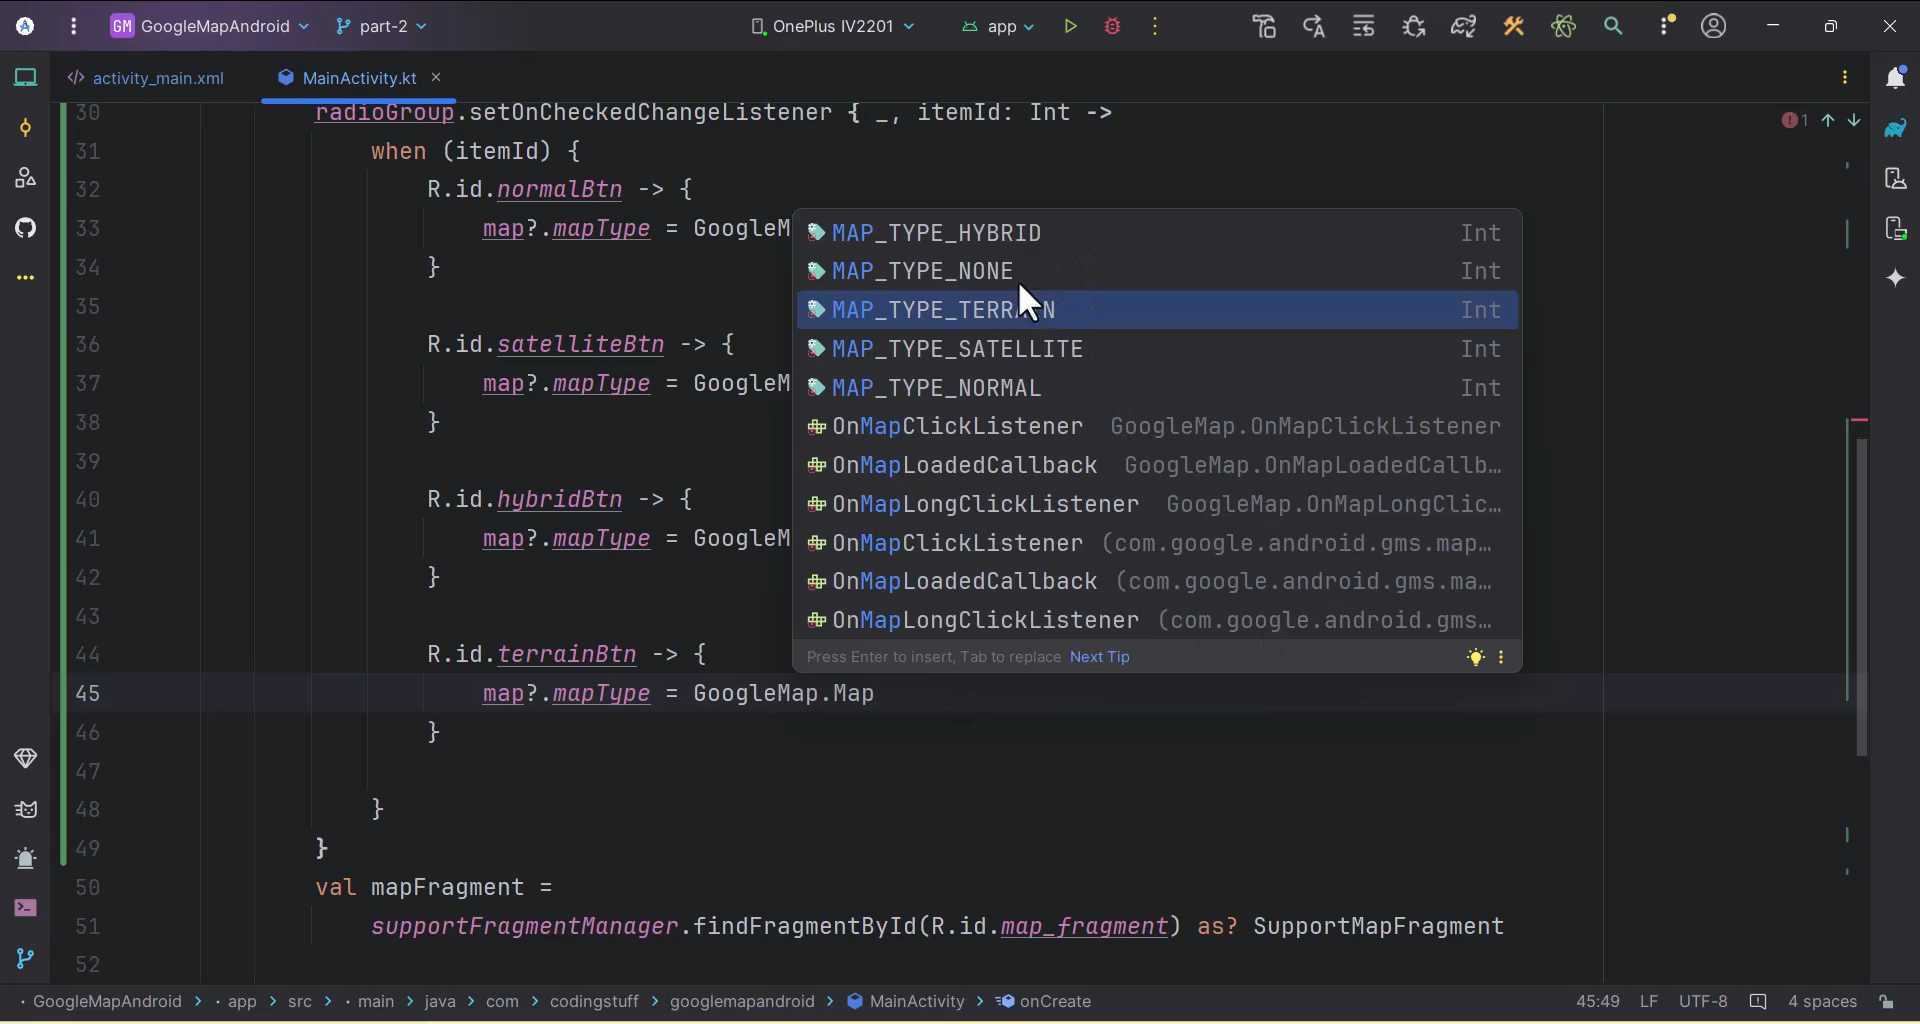 GM GoogleMapAndroid part-2 OnePlus IV2201 app
activity_main.xml MainActivity.kt
30 radioGroup.setOnCheckedChangeListener { _, itemId: Int -> 1
31 when (itemId) {
32 R.id.normalBtn -> {
33 map?.mapType = GoogleM
34 }
35
36 R.id.satelliteBtn -> {
37 map?.mapType = GoogleM
38 }
39
40 R.id.hybridBtn -> {
41 map?.mapType = GoogleM
42 }
43
44 R.id.terrainBtn -> {
45 map?.mapType = GoogleMap.Map
46 }
47
48 }
49 }
50 val mapFragment =
51 supportFragmentManager.findFragmentById(R.id.map_fragment) as? SupportMapFragment
52
MAP_TYPE_HYBRID Int
MAP_TYPE_NONE Int
MAP_TYPE_TERRAIN Int
MAP_TYPE_SATELLITE Int
MAP_TYPE_NORMAL Int
OnMapClickListener GoogleMap.OnMapClickListener
OnMapLoadedCallback GoogleMap.OnMapLoadedCallb…
OnMapLongClickListener GoogleMap.OnMapLongClic…
OnMapClickListener (com.google.android.gms.map…
OnMapLoadedCallback (com.google.android.gms.ma…
OnMapLongClickListener (com.google.android.gms…
Press Enter to insert, Tab to replace Next Tip
GoogleMapAndroid > app > src > main > java > com > codingstuff > googlemapandroid > MainActivity > onCreate 45:49 LF UTF-8 4 spaces